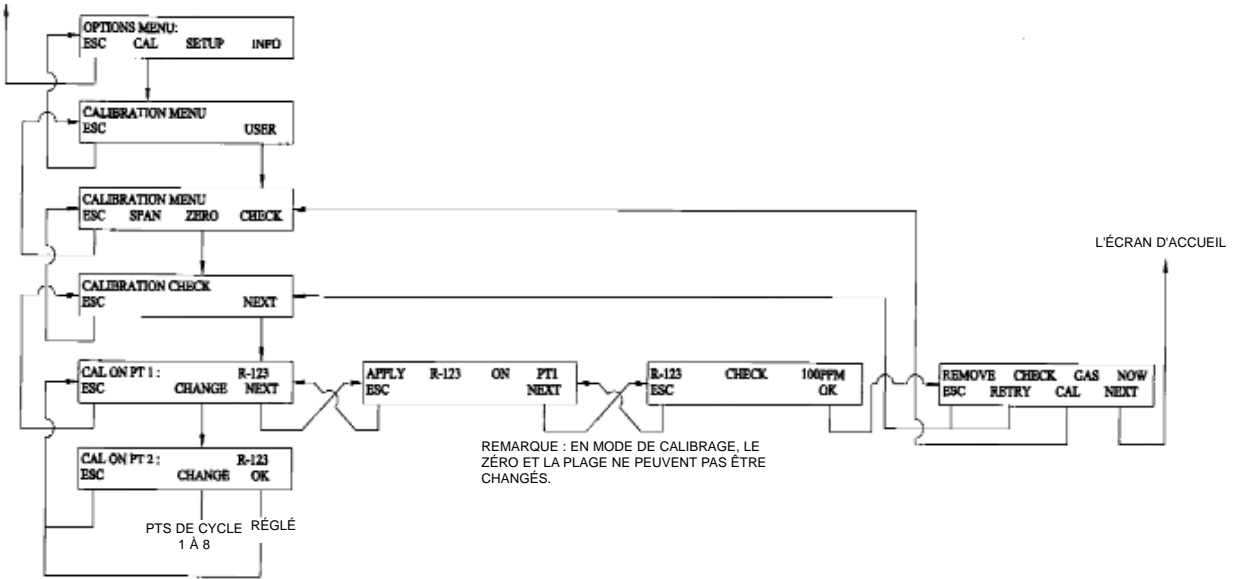 OPTIONS MENU:
ESC CAL SETUP INFO
CALIBRATION MENU
ESC USER
CALIBRATION MENU
ESC SPAN ZERO CHECK
L'ÉCRAN D'ACCUEIL
CALIBRATION CHECK
ESC NEXT
CAL ON PT 1 : R-123
ESC CHANGE NEXT
APPLY R-123 ON PT1
ESC NEXT
R-123 CHECK 100PPM
ESC OK
REMOVE CHECK GAS NOW
ESC RETRY CAL NEXT
REMARQUE : EN MODE DE CALIBRAGE, LE
ZÉRO ET LA PLAGE NE PEUVENT PAS ÊTRE
CHANGÉS.
CAL ON PT 2 : R-123
ESC CHANGE OK
PTS DE CYCLE
1 À 8
RÉGLÉ